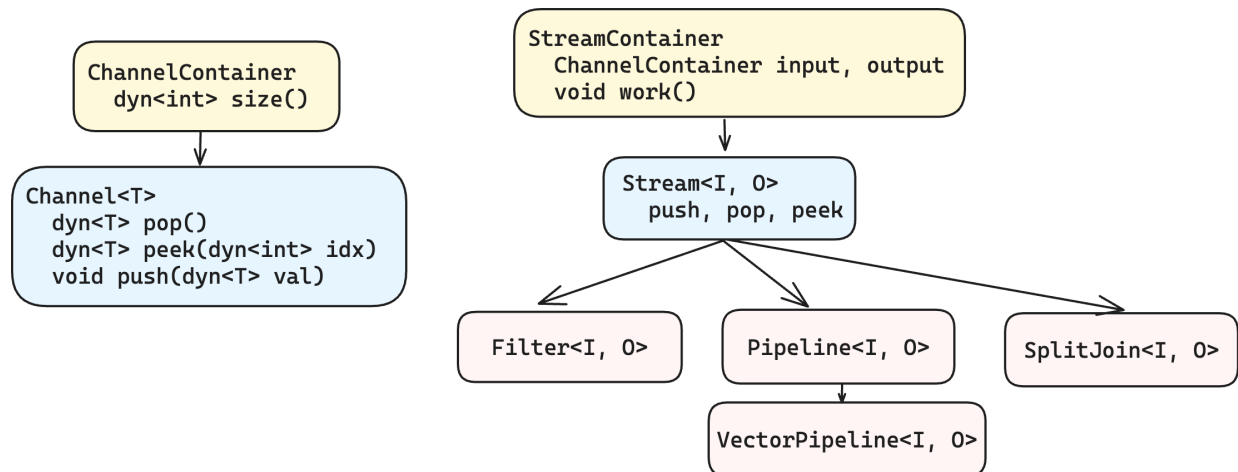 ChannelContainer
dyn<int> size()
Channel<T>
dyn<T> pop()
dyn<T> peek(dyn<int> idx)
void push(dyn<T> val)
StreamContainer
ChannelContainer input, output
void work()
Stream<I, O>
push, pop, peek
Filter<I, O>
Pipeline<I, O>
SplitJoin<I, O>
VectorPipeline<I, O>